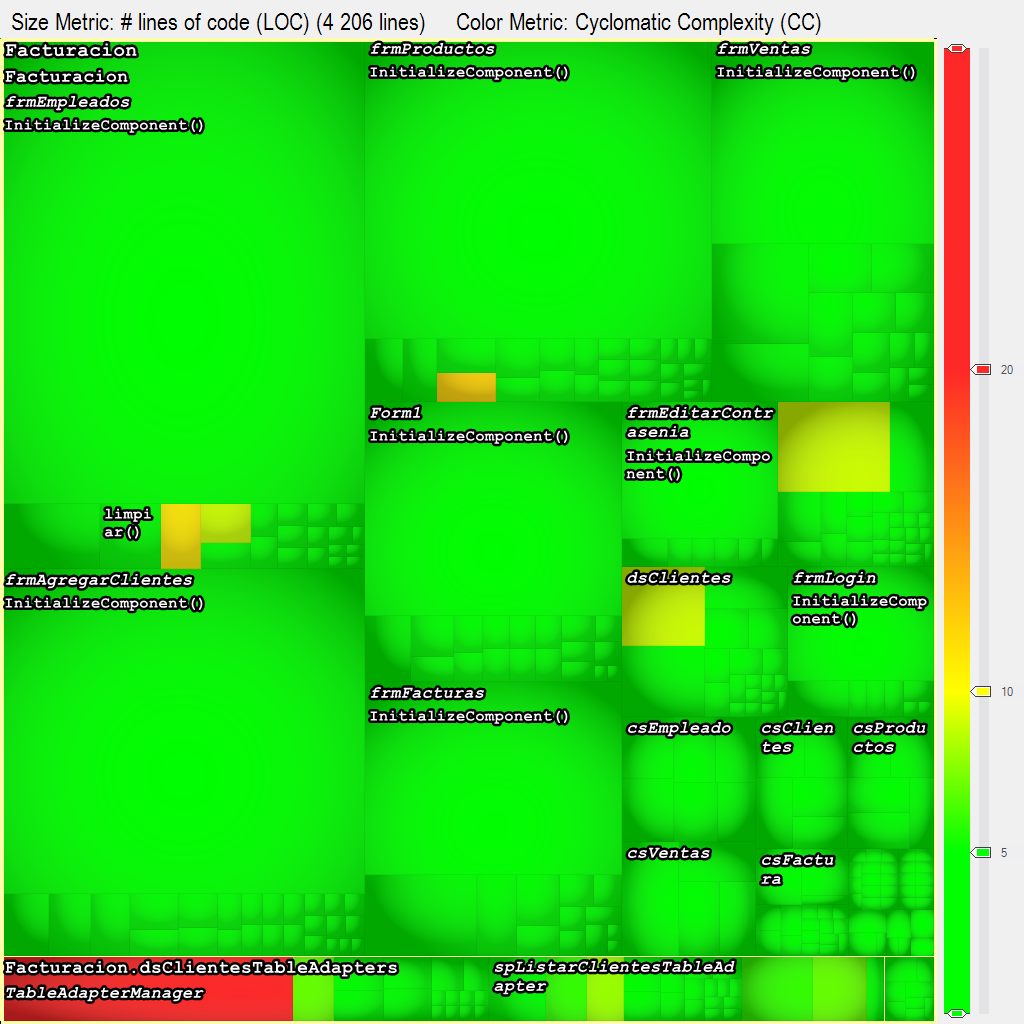 Size Metric: # lines of code (LOC) (4 206 lines) Color Metric: Cyclomatic Complexity (CC)
Facturacion
Facturacion
frmEmpleados
InitializeComponent()
frmProductos
InitializeComponent()
frmVentas
InitializeComponent()
20
Form1
InitializeComponent()
frmEditarContr
asenia
InitializeCompo
nent()
limpi
ar()
frmAgregarClientes
InitializeComponent()
dsClientes
frmLogin
InitializeComp
onent()
10
frmFacturas
InitializeComponent()
csEmpleado
csClien
tes
csProdu
ctos
csVentas
csFactu
ra
5
Facturacion.dsClientesTableAdapters
TableAdapterManager
spListarClientesTableAd
apter